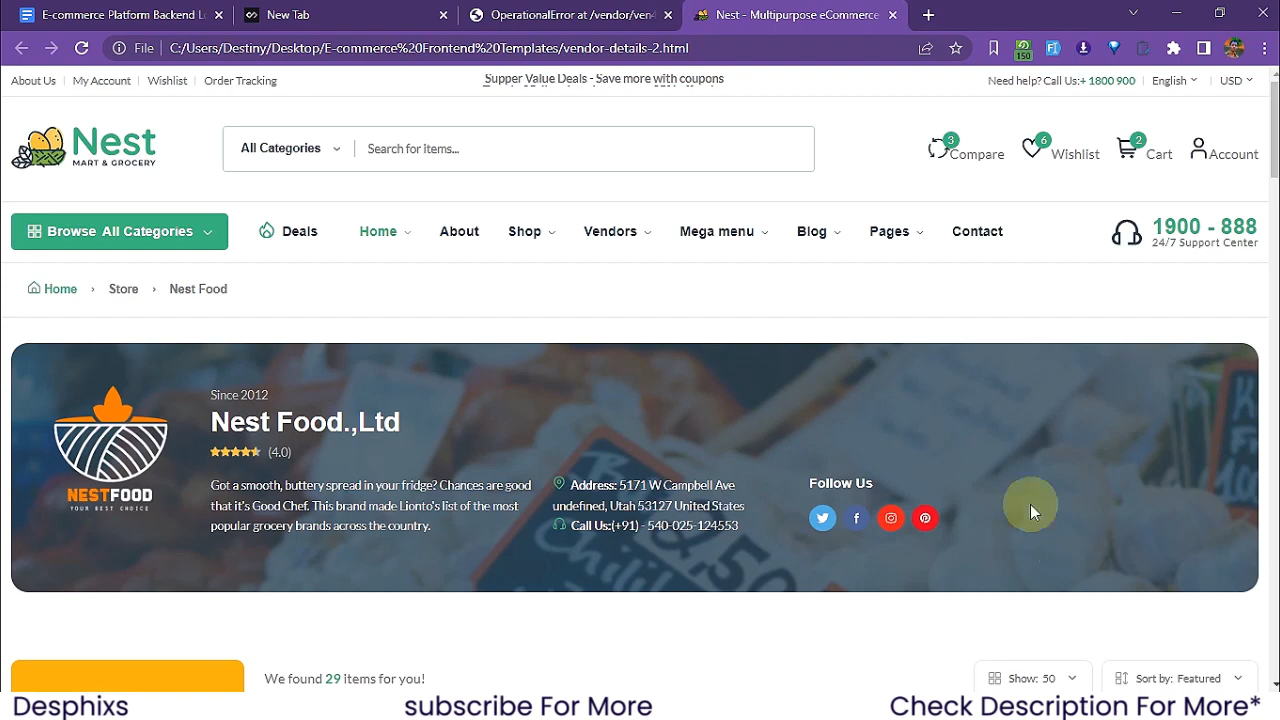 E-commerce Platform Backend Lo
New Tab
OperationalError at /vendor/ven4
Nest - Multipurpose eCommerce
File C:/Users/Destiny/Desktop/E-commerce%20Frontend%20Templates/vendor-details-2.html
150
About Us My Account Wishlist Order Tracking
Supper Value Deals - Save more with coupons
Need help? Call Us:+ 1800 900 English USD
Nest
MART & GROCERY
All Categories Search for items...
3 Compare 6 Wishlist 2 Cart Account
Browse All Categories Deals Home About Shop Vendors Mega menu Blog Pages Contact
1900 - 888
24/7 Support Center
Home › Store › Nest Food
Since 2012
Nest Food.,Ltd
(4.0)
NESTFOOD
YOUR BEST CHOICE
Got a smooth, buttery spread in your fridge? Chances are good
that it's Good Chef. This brand made Lionto's list of the most
popular grocery brands across the country.
Address: 5171 W Campbell Ave
undefined, Utah 53127 United States
Call Us:(+91) - 540-025-124553
Follow Us
We found 29 items for you!
Show: 50
Sort by: Featured
Desphixs
subscribe For More
Check Description For More*